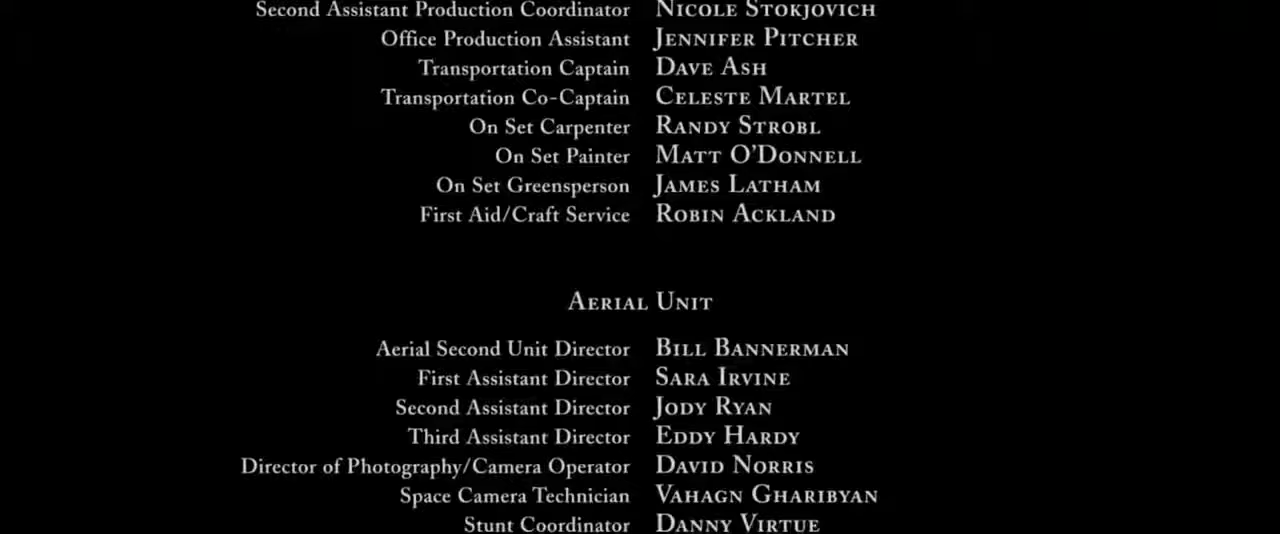 Second Assistant Production Coordinator Nicole Stokjovich
Office Production Assistant Jennifer Pitcher
Transportation Captain Dave Ash
Transportation Co-Captain Celeste Martel
On Set Carpenter Randy Strobl
On Set Painter Matt O'Donnell
On Set Greensperson James Latham
First Aid/Craft Service Robin Ackland
Aerial Unit
Aerial Second Unit Director Bill Bannerman
First Assistant Director Sara Irvine
Second Assistant Director Jody Ryan
Third Assistant Director Eddy Hardy
Director of Photography/Camera Operator David Norris
Space Camera Technician Vahagn Gharibyan
Stunt Coordinator Danny Virtue